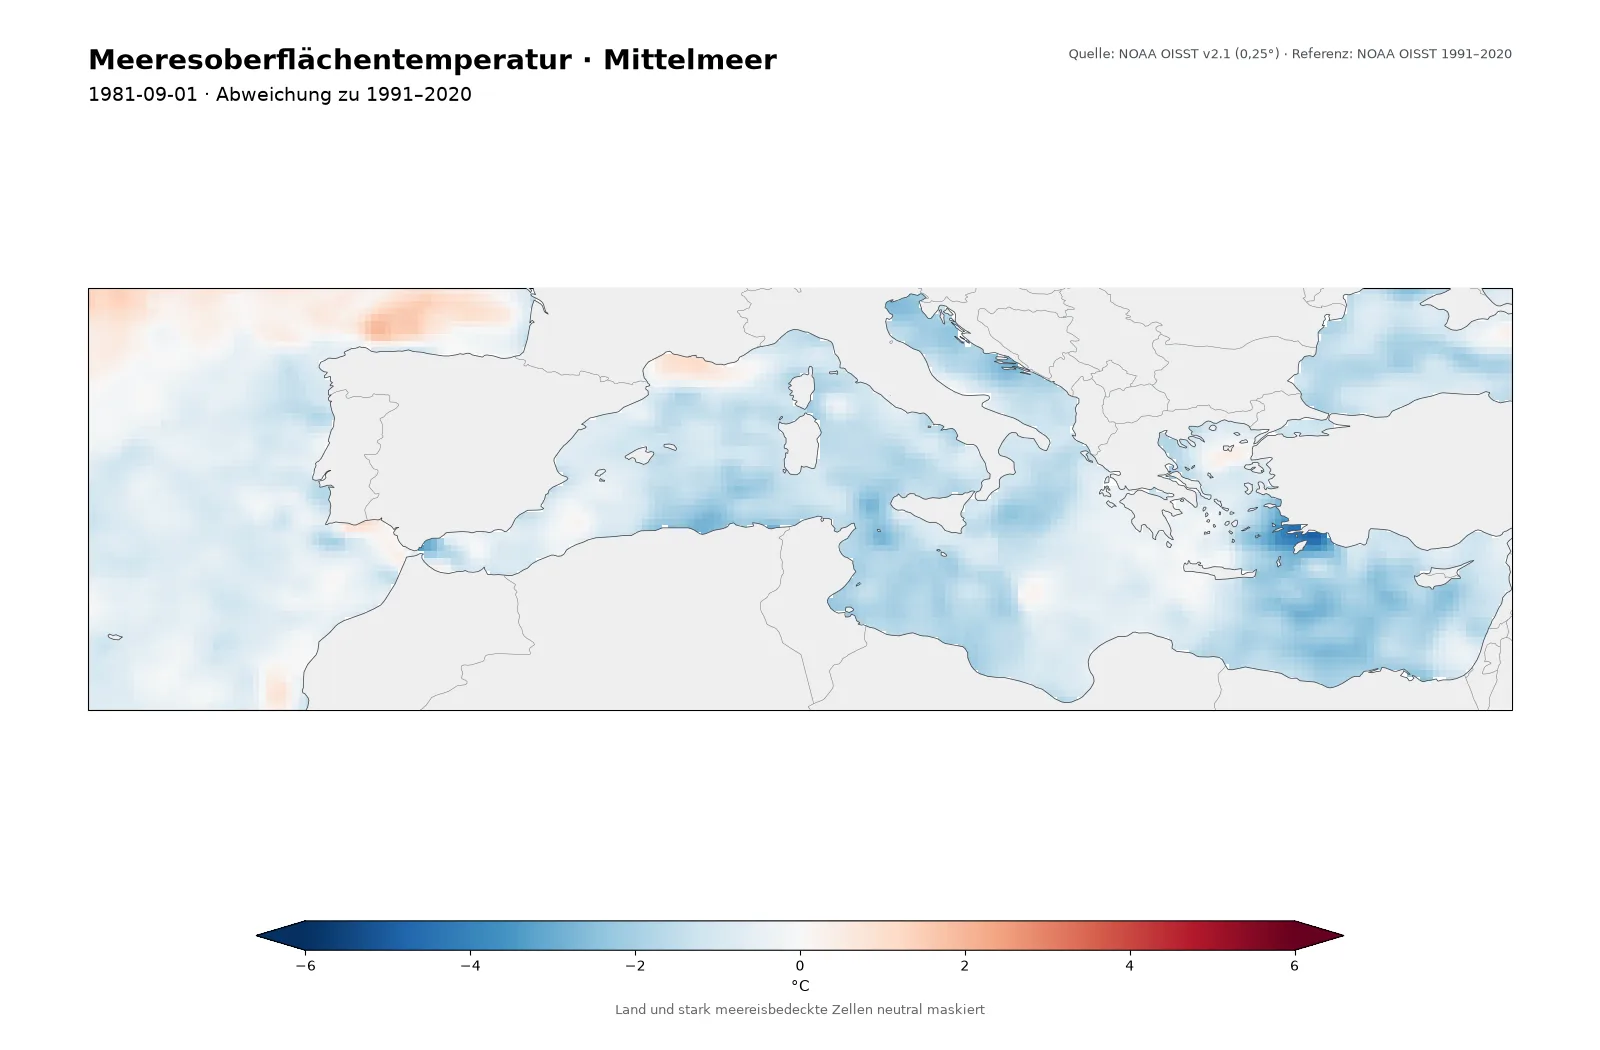 Meeresoberflächentemperatur · Mittelmeer
Quelle: NOAA OISST v2.1 (0,25°) · Referenz: NOAA OISST 1991–2020
1981-09-01 · Abweichung zu 1991–2020
−6 −4 −2 0 2 4 6
°C
Land und stark meereisbedeckte Zellen neutral maskiert